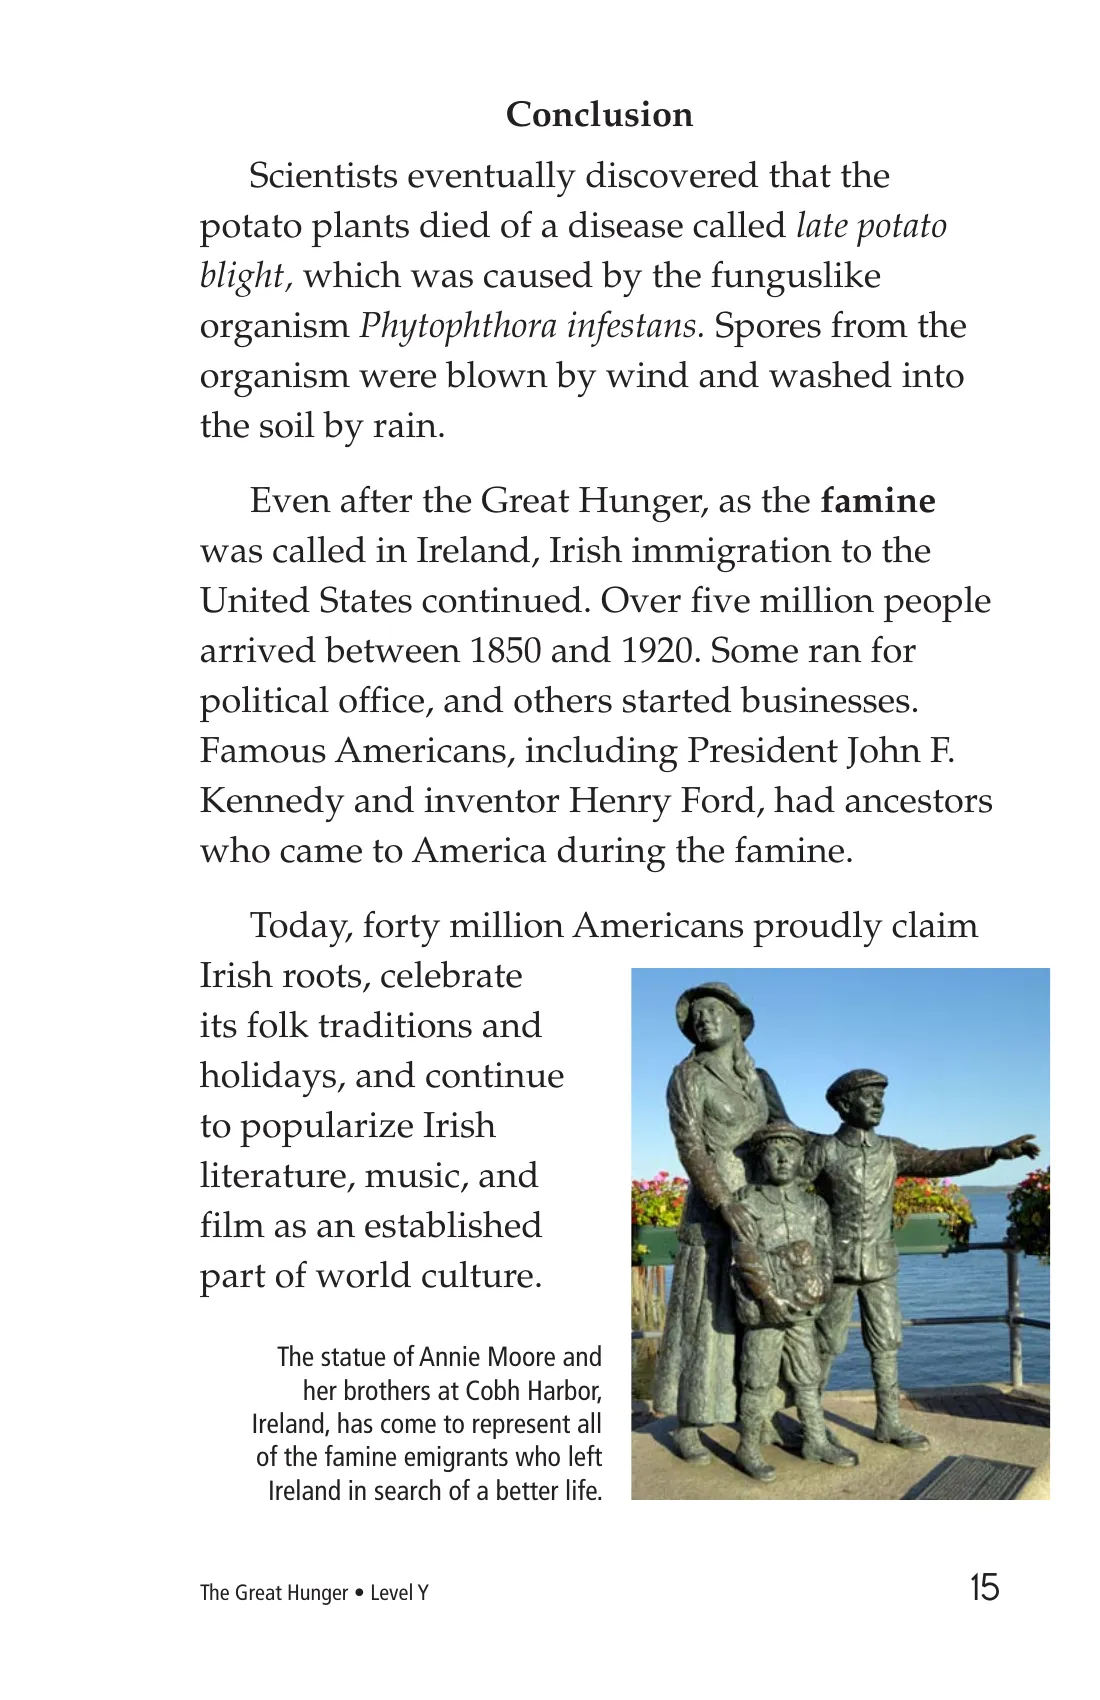 Conclusion
Scientists eventually discovered that the
potato plants died of a disease called late potato
blight, which was caused by the funguslike
organism Phytophthora infestans. Spores from the
organism were blown by wind and washed into
the soil by rain.
Even after the Great Hunger, as the famine
was called in Ireland, Irish immigration to the
United States continued. Over five million people
arrived between 1850 and 1920. Some ran for
political office, and others started businesses.
Famous Americans, including President John F.
Kennedy and inventor Henry Ford, had ancestors
who came to America during the famine.
Today, forty million Americans proudly claim
Irish roots, celebrate
its folk traditions and
holidays, and continue
to popularize Irish
literature, music, and
film as an established
part of world culture.
The statue of Annie Moore and
her brothers at Cobh Harbor,
Ireland, has come to represent all
of the famine emigrants who left
Ireland in search of a better life.
The Great Hunger • Level Y
15